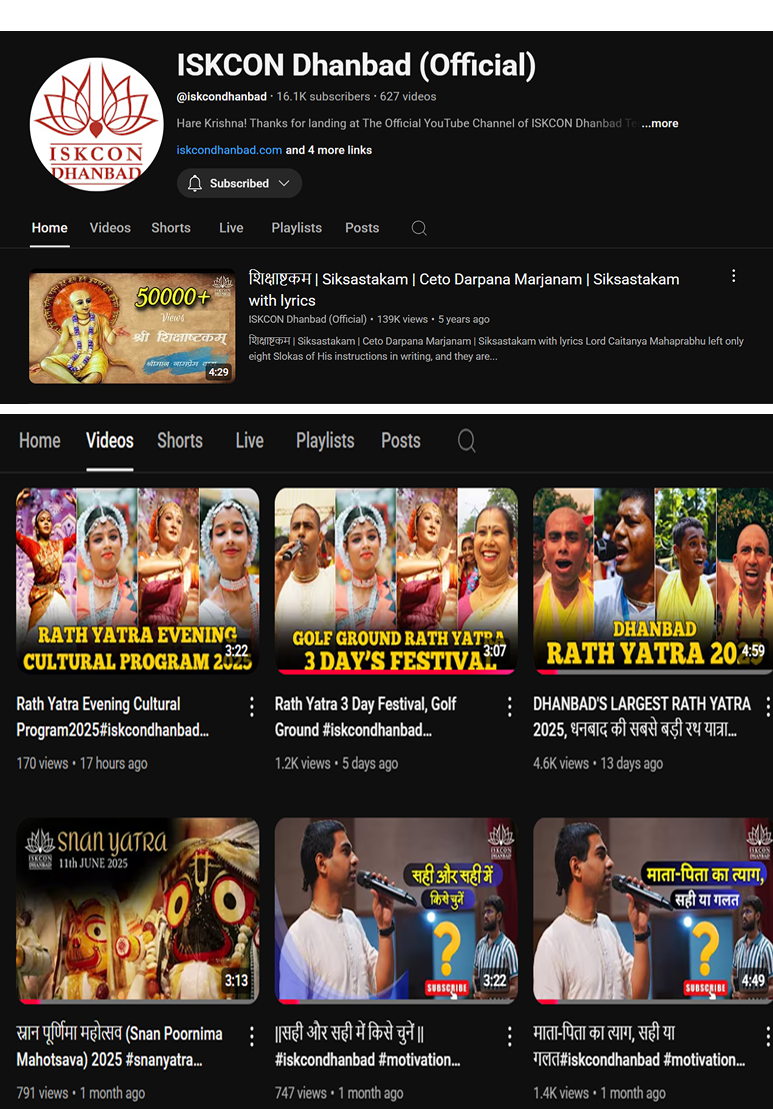 ISKCON Dhanbad (Official)
@iskcondhanbad · 16.1K subscribers · 627 videos
Hare Krishna! Thanks for landing at The Official YouTube Channel of ISKCON Dhanbad Te ...more
iskcondhanbad.com and 4 more links
Subscribed
ISKCON
DHANBAD
Home Videos Shorts Live Playlists Posts
50000+
Views
श्री शिक्षाष्टकम्
4:29
शिक्षाष्टकम | Siksastakam | Ceto Darpana Marjanam | Siksastakam
with lyrics
ISKCON Dhanbad (Official) • 139K views • 5 years ago
शिक्षाष्टकम | Siksastakam | Ceto Darpana Marjanam | Siksastakam with lyrics Lord Caitanya Mahaprabhu left only
eight Slokas of His instructions in writing, and they are...
Home Videos Shorts Live Playlists Posts
RATH YATRA EVENING
CULTURAL PROGRAM 2025
3:22
Rath Yatra Evening Cultural
Program2025#iskcondhanbad...
170 views • 17 hours ago
GOLF GROUND RATH YATRA
3 DAY'S FESTIVAL
3:07
Rath Yatra 3 Day Festival, Golf
Ground #iskcondhanbad...
1.2K views • 5 days ago
DHANBAD
RATH YATRA 202
4:59
DHANBAD'S LARGEST RATH YATRA
2025, धनबाद की सबसे बड़ी रथ यात्रा...
4.6K views • 13 days ago
ISKCON
DHANBAD
SNAN YATRA
11th JUNE 2025
3:13
स्नान पूर्णिमा महोत्सव (Snan Poornima
Mahotsava) 2025 #snanyatra...
791 views • 1 month ago
ISKCON
DHANBAD
सही और सही में
किसे चुनें
?
SUBSCRIBE
3:22
||सही और सही में किसे चुनें ||
#iskcondhanbad #motivation...
747 views • 1 month ago
ISKCON
DHANBAD
माता-पिता का त्याग,
सही या गलत
?
SUBSCRIBE
4:49
माता-पिता का त्याग, सही या
गलत#iskcondhanbad #motivation...
1.4K views • 1 month ago